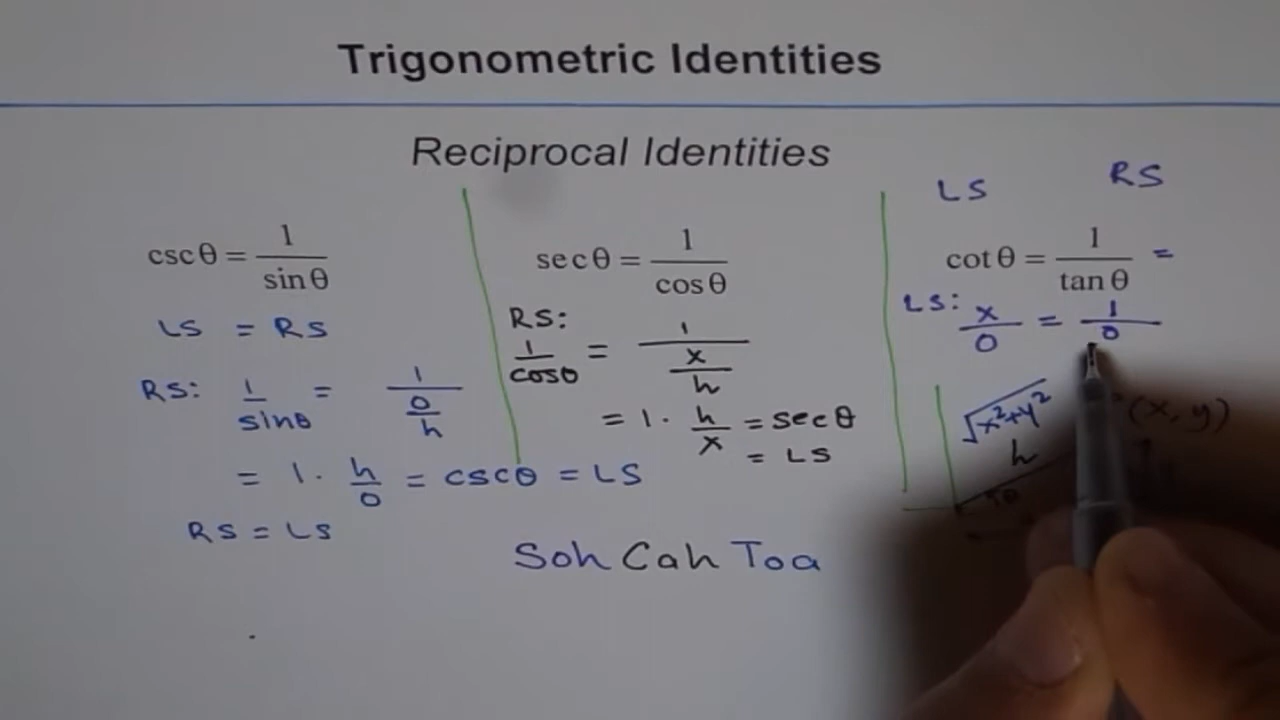 Trigonometric Identities
Reciprocal Identities
cscθ = 1/sinθ
LS = RS
RS: 1/sinθ = 1/(o/h)
= 1 · h/o = cscθ = LS
RS = LS
secθ = 1/cosθ
RS:
1/cosθ = 1/(x/h)
= 1 · h/x = secθ
= LS
LS RS
cotθ = 1/tanθ =
LS: x/o = 1/o
√x²+y²
(x, y)
h
Soh Cah Toa